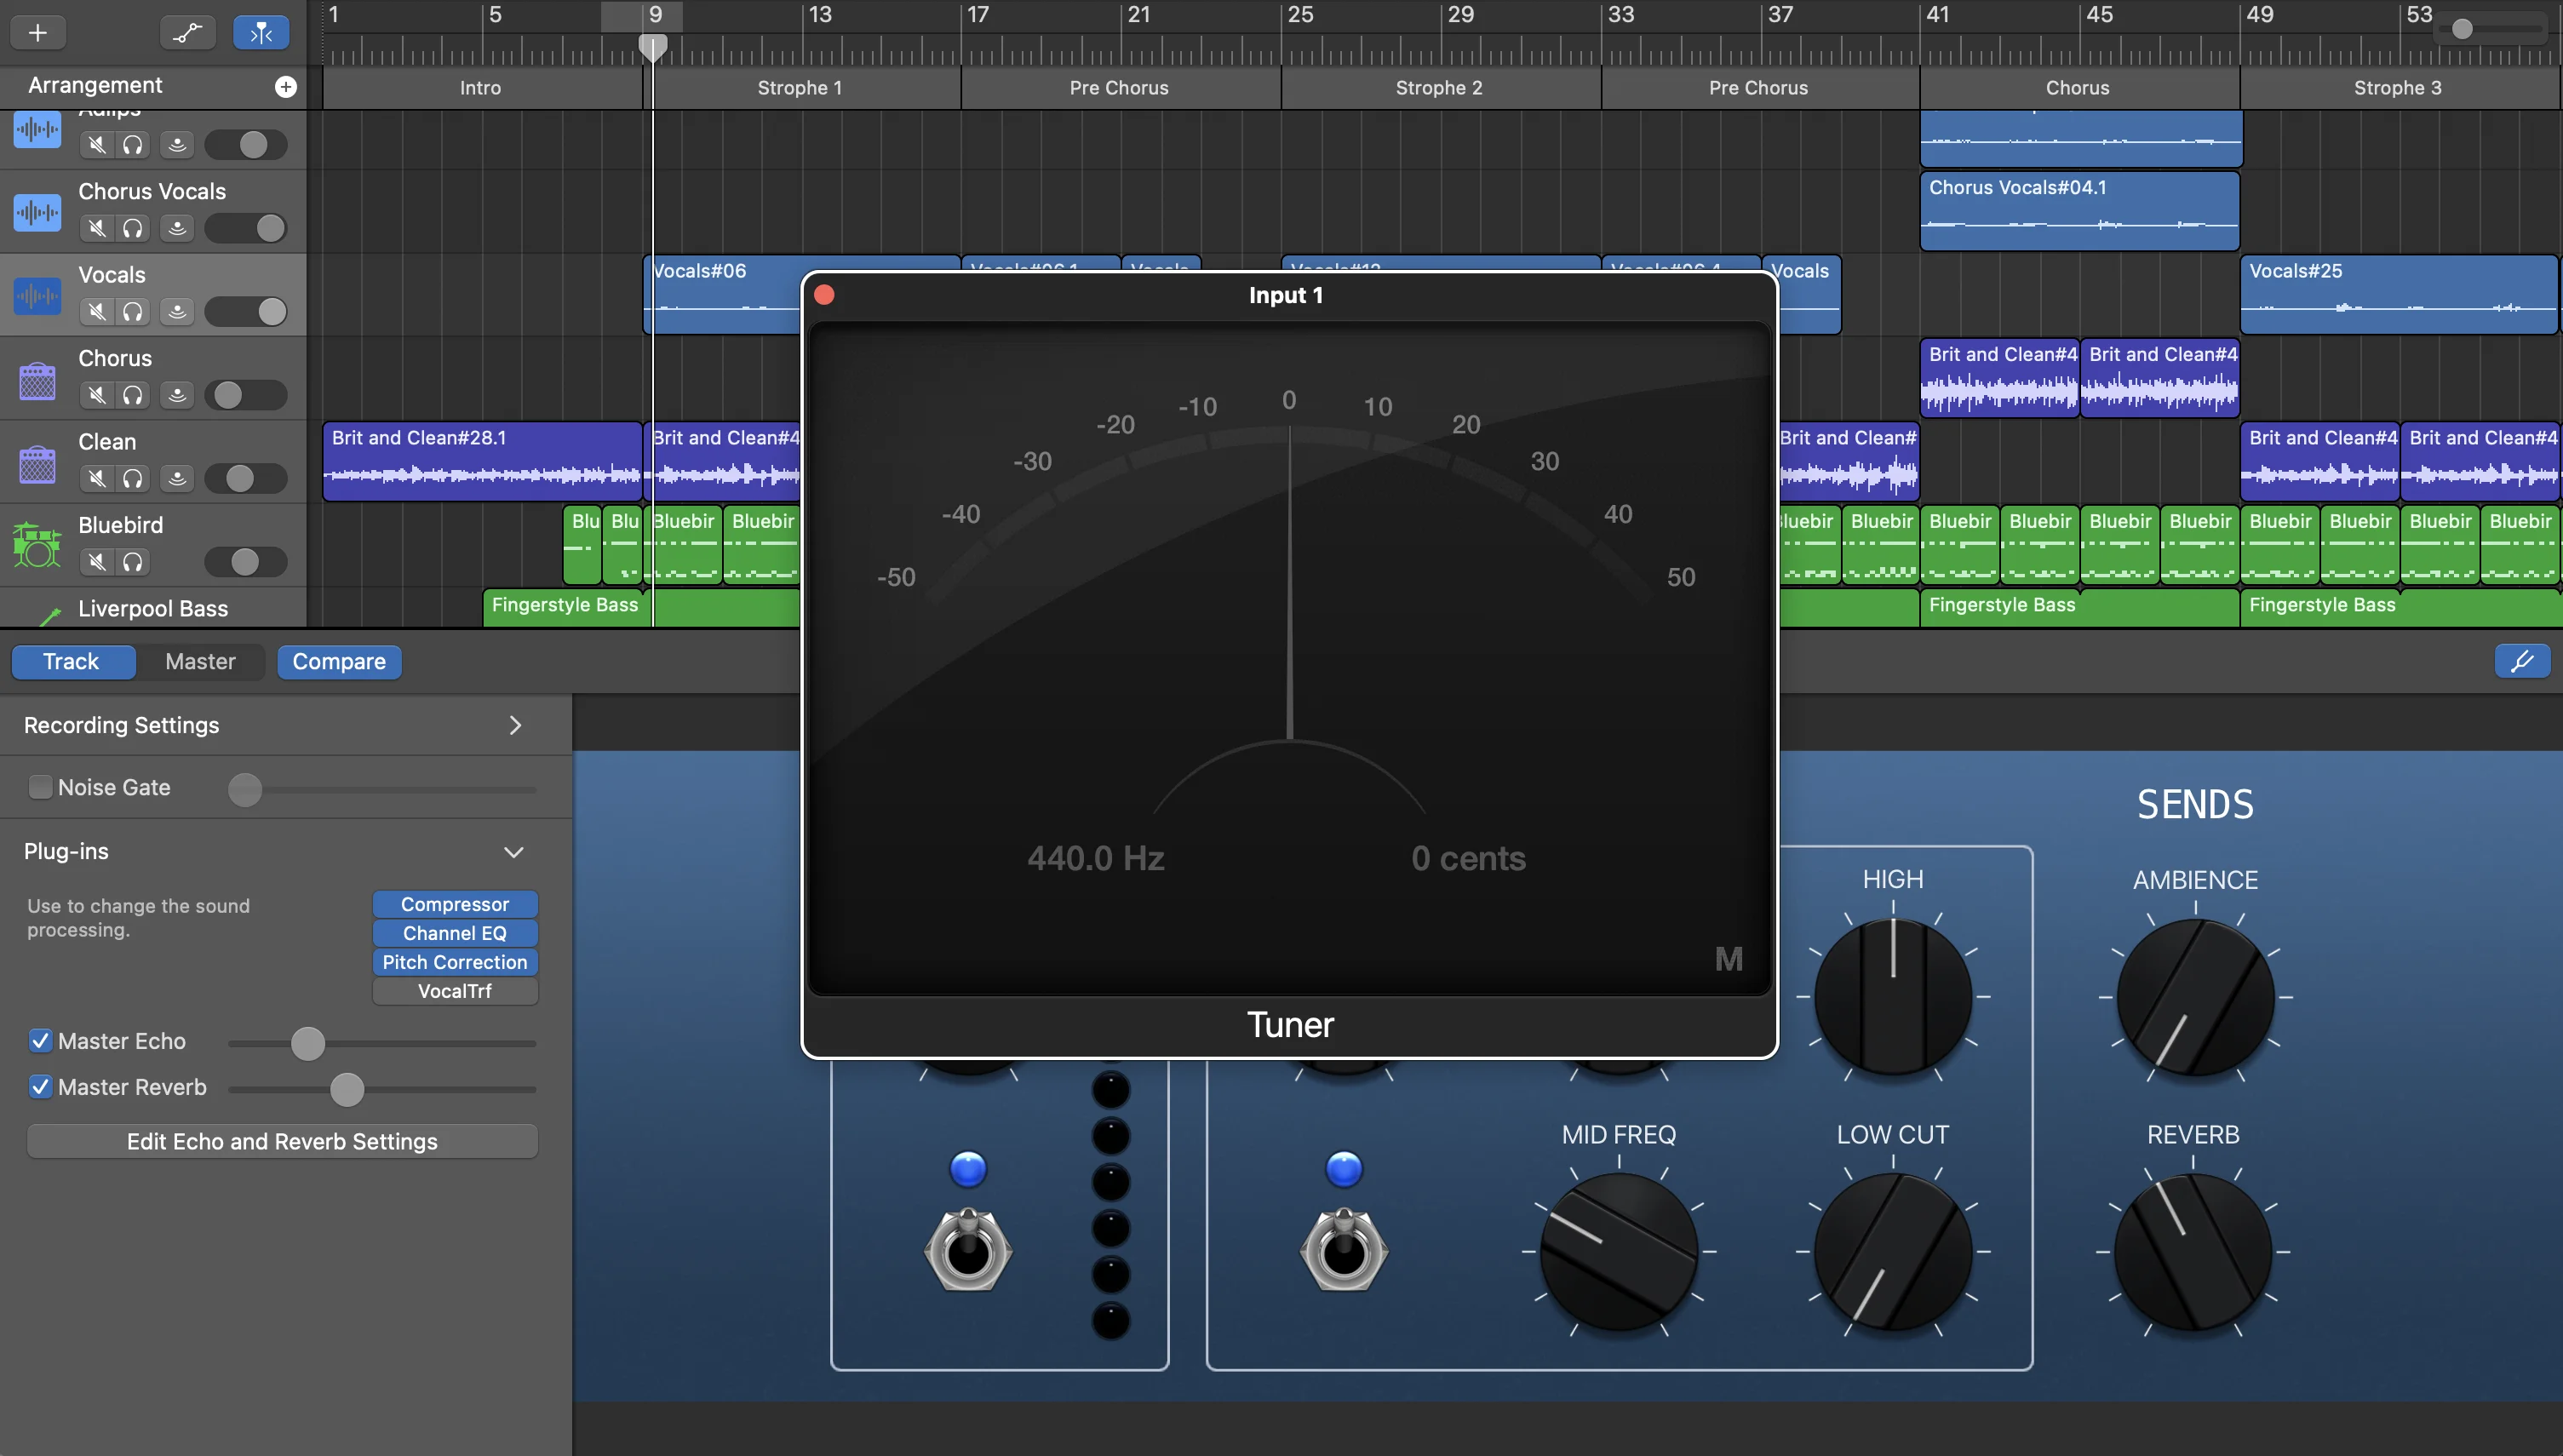 1 5 9 13 17 21 25 29 33 37 41 45 49 53
Arrangement
Intro Strophe 1 Pre Chorus Strophe 2 Pre Chorus Chorus Strophe 3
Chorus Vocals
Chorus Vocals#04.1
Vocals
Vocals#06
Vocals
Vocals#25
Chorus
Brit and Clean#4 Brit and Clean#4
Clean
Brit and Clean#28.1 Brit and Clean#4 Brit and Clean# Brit and Clean#4 Brit and Clean#4
Bluebird
Blu Blu Bluebir Bluebir Bluebir Bluebir Bluebir Bluebir Bluebir Bluebir Bluebir Bluebir Bluebir Bluebir
Liverpool Bass
Fingerstyle Bass Fingerstyle Bass Fingerstyle Bass
Input 1
-50 -40 -30 -20 -10 0 10 20 30 40 50
440.0 Hz 0 cents
M
Tuner
Track Master Compare
Recording Settings
Noise Gate
Plug-ins
Use to change the sound
processing.
Compressor
Channel EQ
Pitch Correction
VocalTrf
Master Echo
Master Reverb
Edit Echo and Reverb Settings
SENDS
HIGH AMBIENCE
MID FREQ LOW CUT REVERB